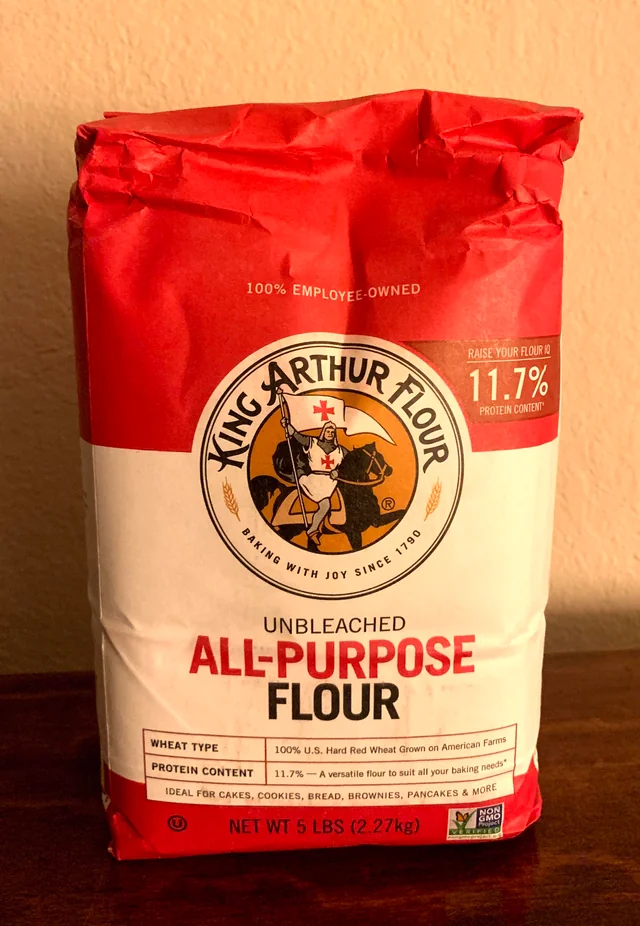 100% EMPLOYEE-OWNED
RAISE YOUR FLOUR IQ
11.7%
PROTEIN CONTENT*
KING ARTHUR FLOUR
®
BAKING WITH JOY SINCE 1790
UNBLEACHED
ALL-PURPOSE
FLOUR
WHEAT TYPE 100% U.S. Hard Red Wheat Grown on American Farms
PROTEIN CONTENT 11.7% — A versatile flour to suit all your baking needs*
IDEAL FOR CAKES, COOKIES, BREAD, BROWNIES, PANCAKES & MORE
U
NET WT 5 LBS (2.27kg)
NON
GMO
Project
VERIFIED
nongmoproject.org